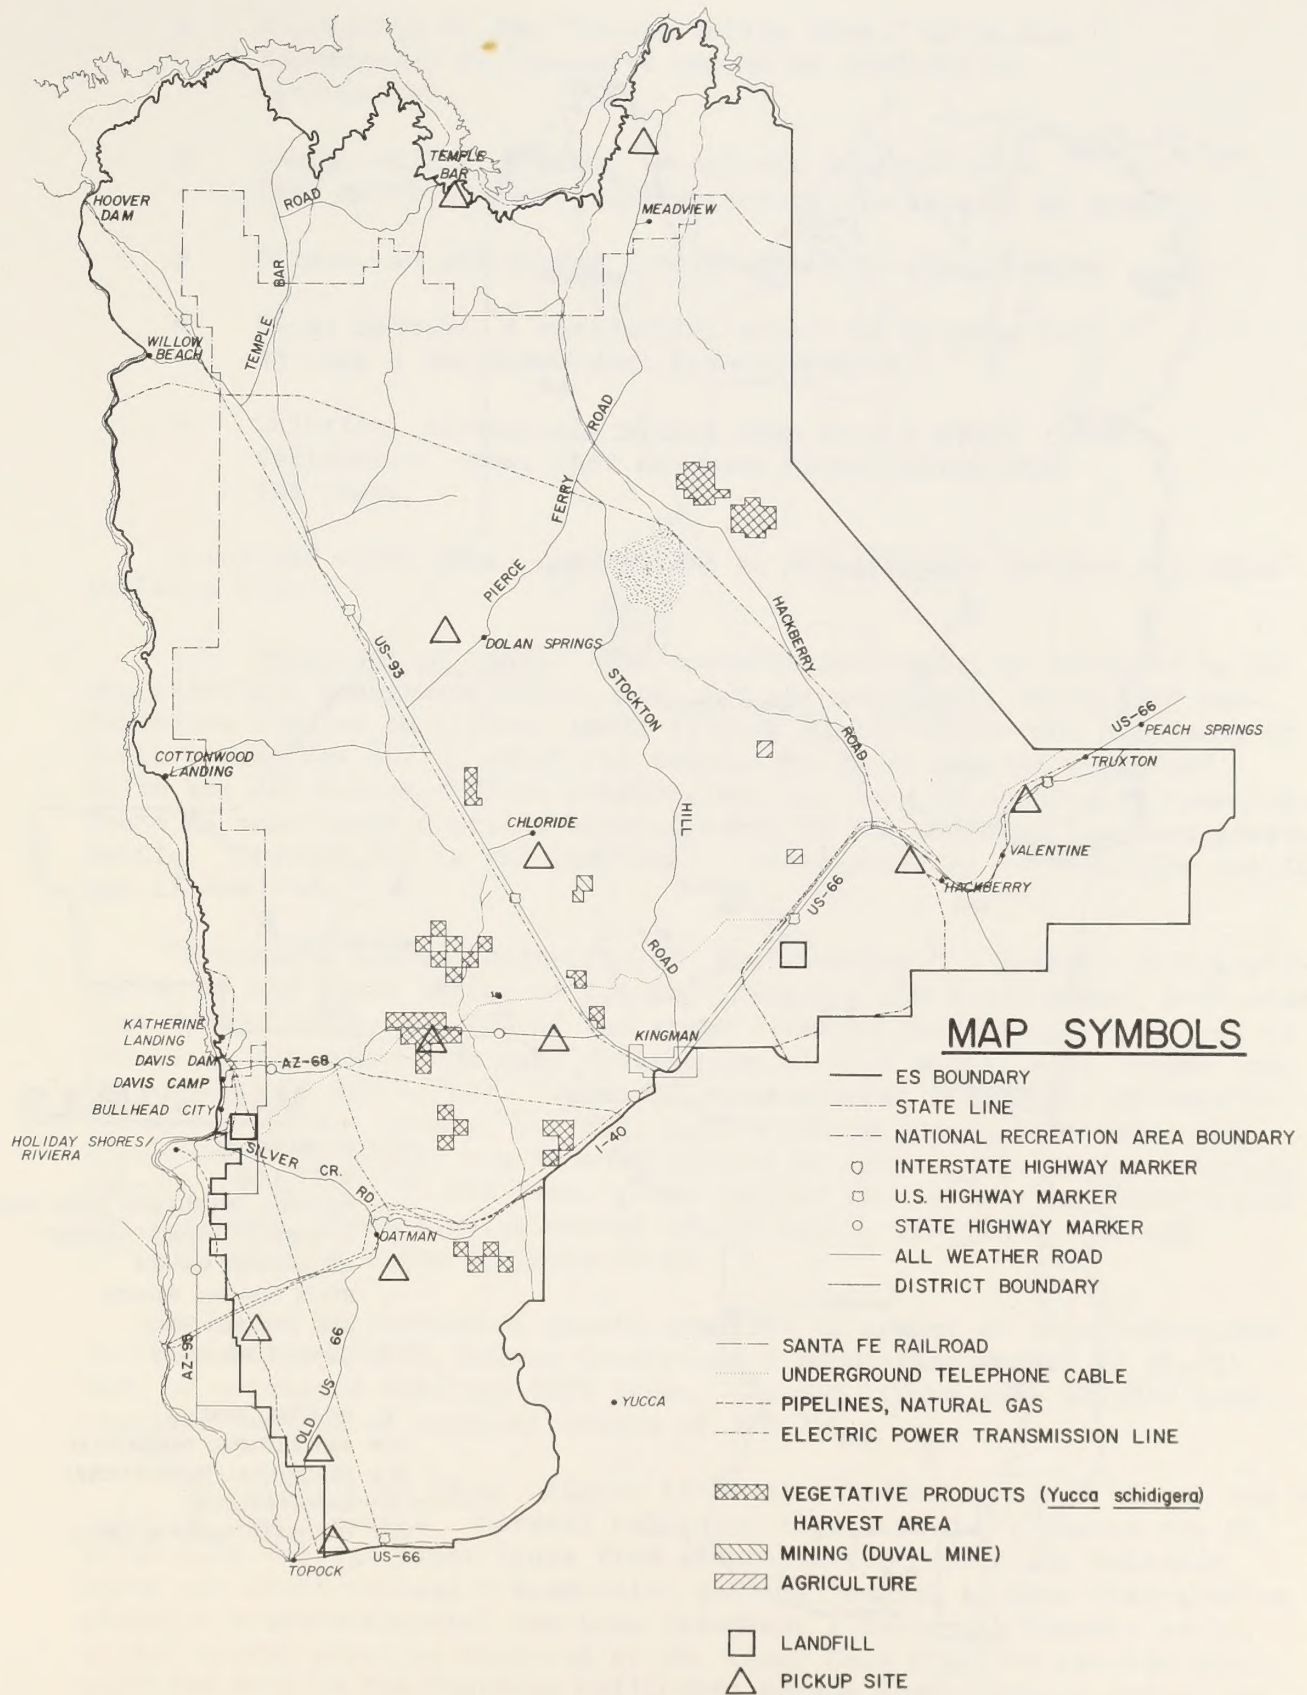 TEMPLE
BAR
HOOVER
DAM
ROAD
MEADVIEW
BAR
WILLOW
BEACH
TEMPLE
ROAD
FERRY
PIERCE
HACKBERRY
US-93
DOLAN SPRINGS
STOCKTON
US-66
PEACH SPRINGS
ROAD
TRUXTON
COTTONWOOD
LANDING
CHLORIDE
HILL
VALENTINE
HACKBERRY
US-66
ROAD
KATHERINE
LANDING
KINGMAN
DAVIS DAM
AZ-68
DAVIS CAMP
BULLHEAD CITY
HOLIDAY SHORES/
RIVIERA
SILVER CR.
RD.
I-40
OATMAN
AZ-95
66
US
OLD
YUCCA
US-66
TOPOCK
MAP SYMBOLS
ES BOUNDARY
STATE LINE
NATIONAL RECREATION AREA BOUNDARY
INTERSTATE HIGHWAY MARKER
U.S. HIGHWAY MARKER
STATE HIGHWAY MARKER
ALL WEATHER ROAD
DISTRICT BOUNDARY
SANTA FE RAILROAD
UNDERGROUND TELEPHONE CABLE
PIPELINES, NATURAL GAS
ELECTRIC POWER TRANSMISSION LINE
VEGETATIVE PRODUCTS (Yucca schidigera)
HARVEST AREA
MINING (DUVAL MINE)
AGRICULTURE
LANDFILL
PICKUP SITE